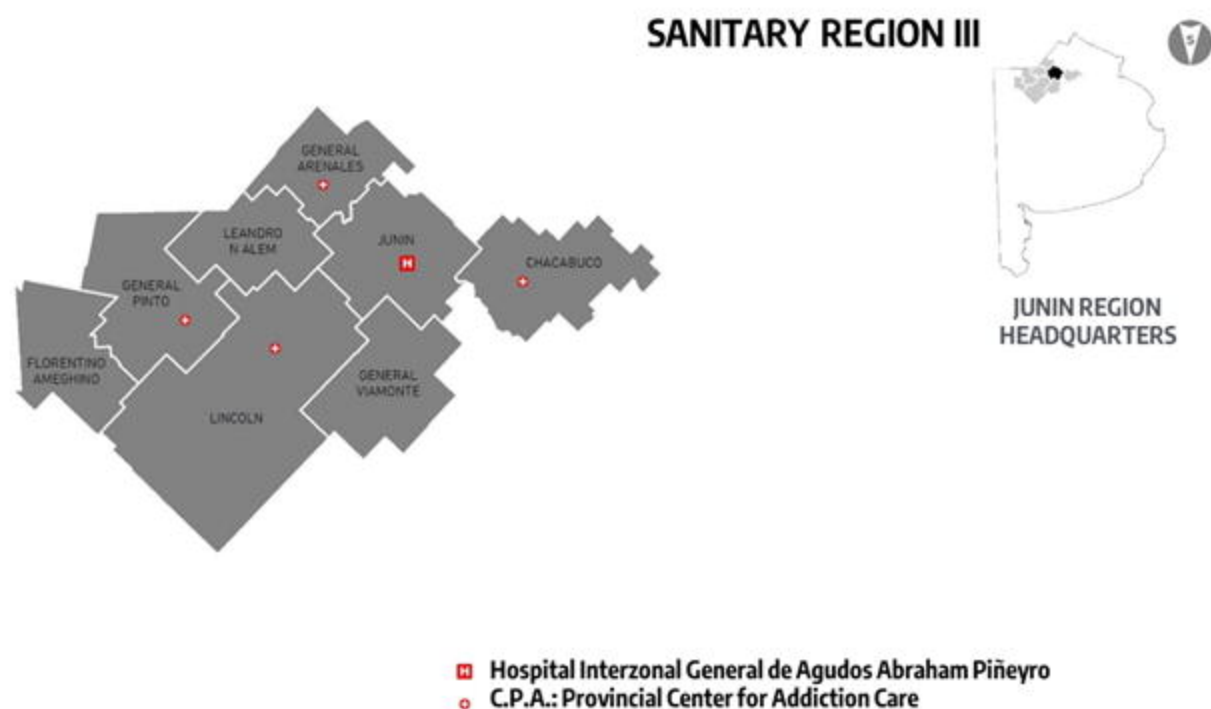 SANITARY REGION III
S
JUNIN REGION
HEADQUARTERS
GENERAL
ARENALES
LEANDRO
N ALEM
JUNIN
H
CHACABUCO
GENERAL
PINTO
FLORENTINO
AMEGHINO
GENERAL
VIAMONTE
LINCOLN
H Hospital Interzonal General de Agudos Abraham Piñeyro
C.P.A.: Provincial Center for Addiction Care